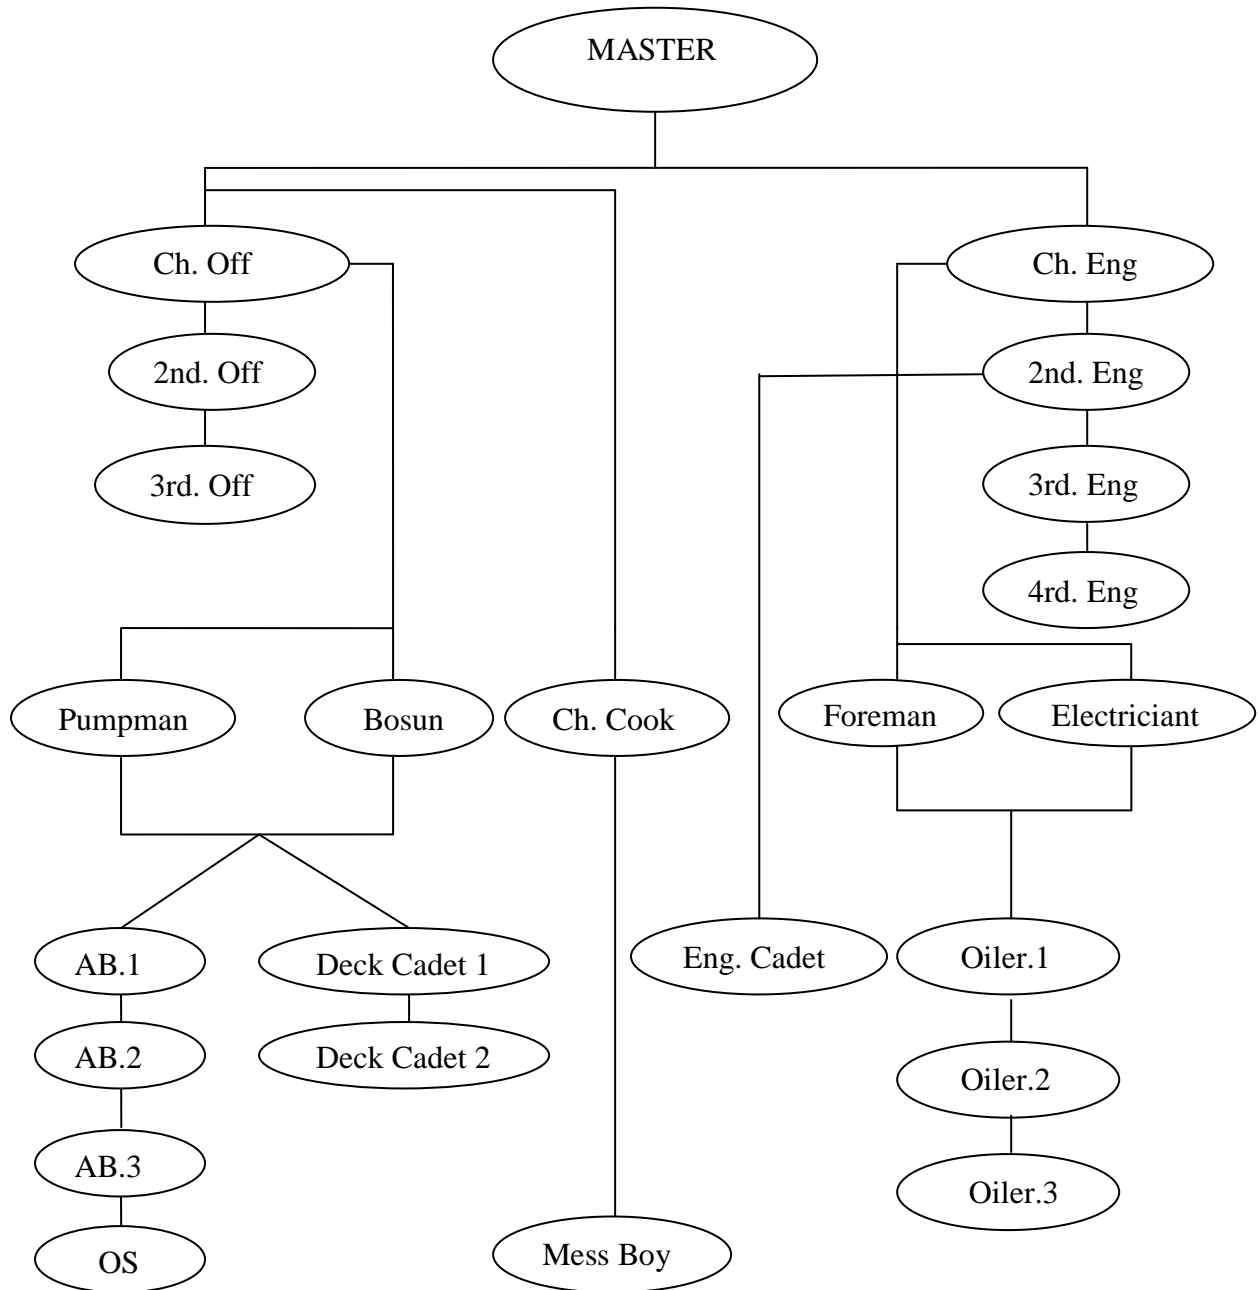 MASTER
Ch. Off
Ch. Eng
2nd. Off
2nd. Eng
3rd. Off
3rd. Eng
4rd. Eng
Pumpman
Bosun
Ch. Cook
Foreman
Electriciant
AB.1
Deck Cadet 1
Eng. Cadet
Oiler.1
AB.2
Deck Cadet 2
Oiler.2
AB.3
Oiler.3
OS
Mess Boy